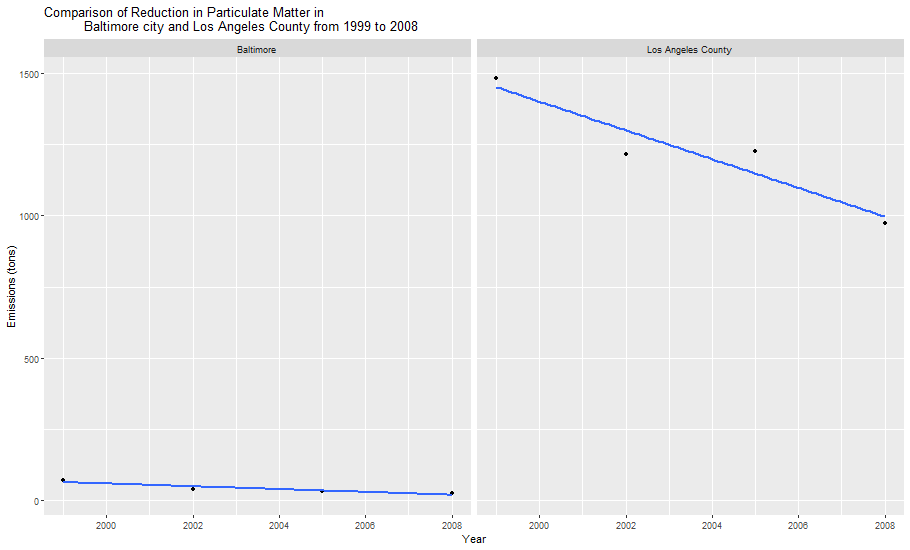 Comparison of Reduction in Particulate Matter in
Baltimore city and Los Angeles County from 1999 to 2008
Baltimore
Los Angeles County
Emissions (tons)
1500
1000
500
0
2000 2002 2004 2006 2008
2000 2002 2004 2006 2008
Year